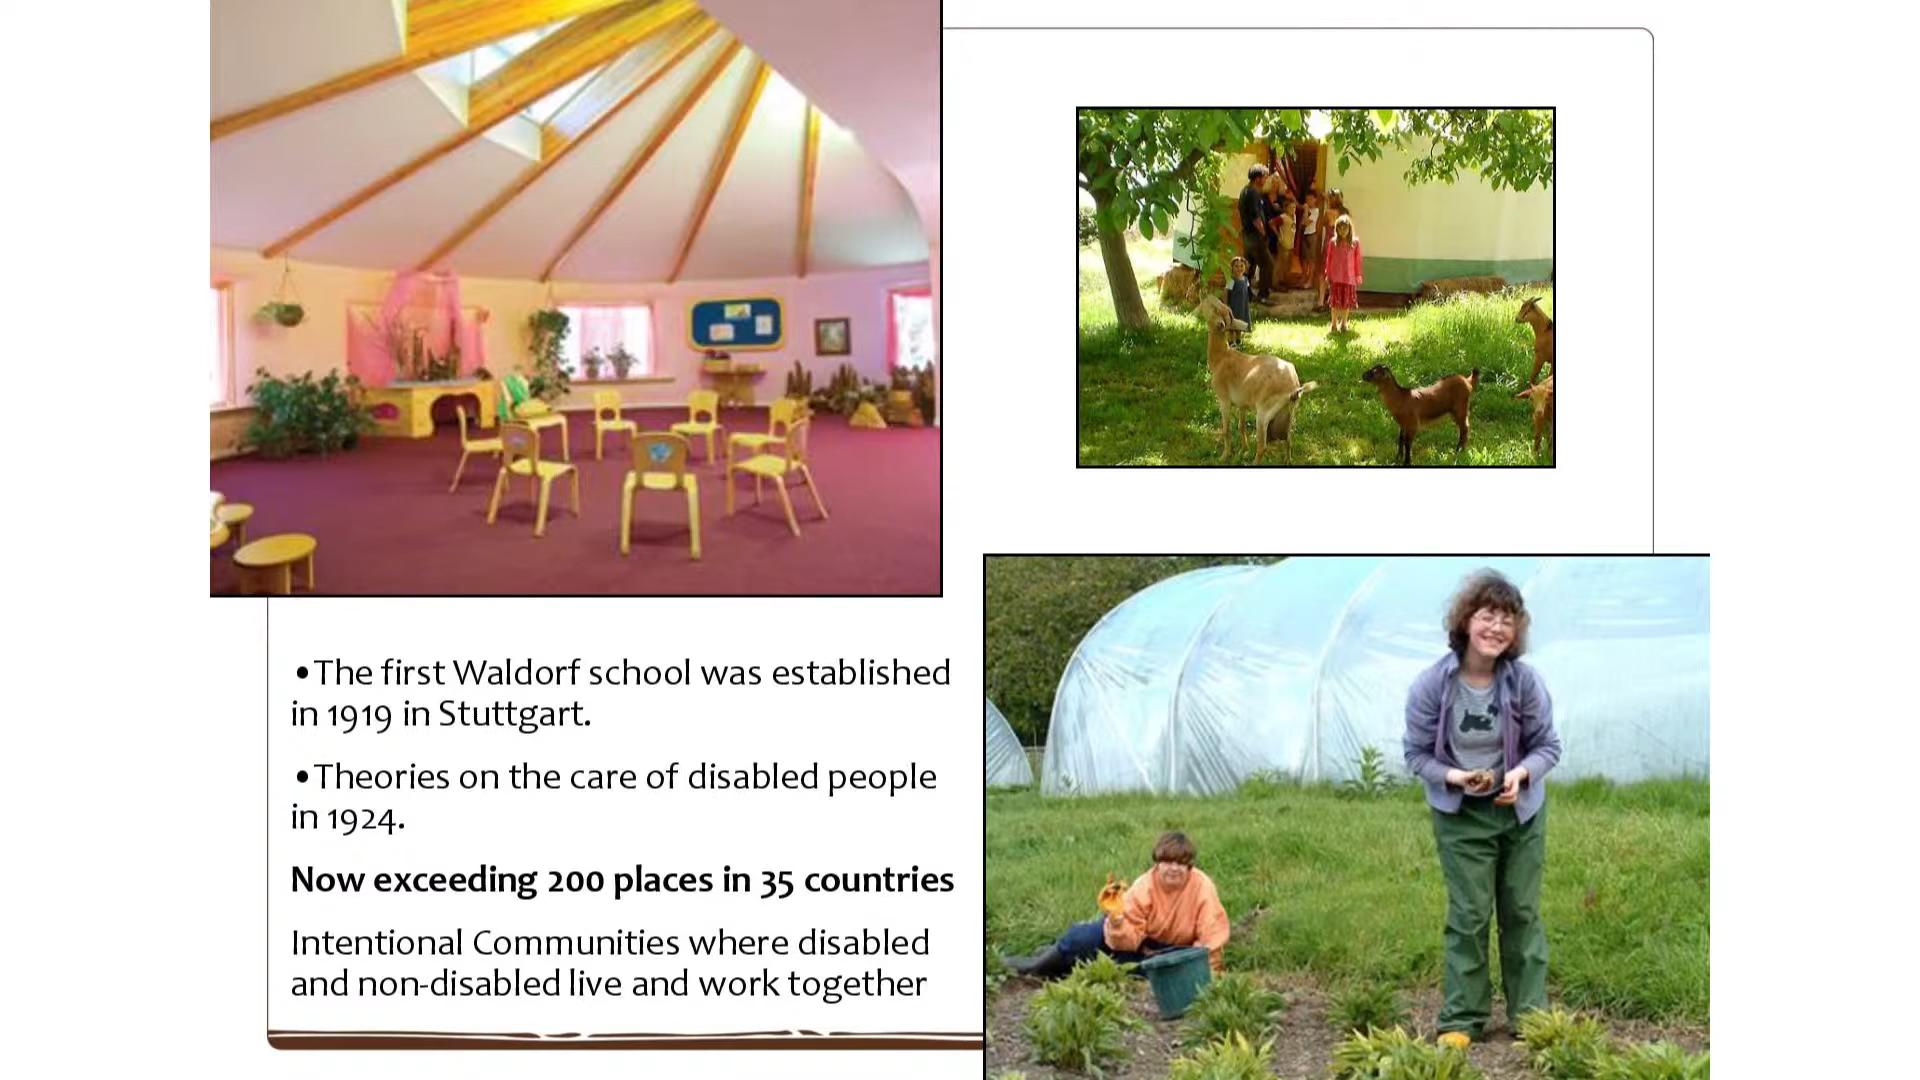 •The first Waldorf school was established
in 1919 in Stuttgart.
•Theories on the care of disabled people
in 1924.
Now exceeding 200 places in 35 countries
Intentional Communities where disabled
and non-disabled live and work together